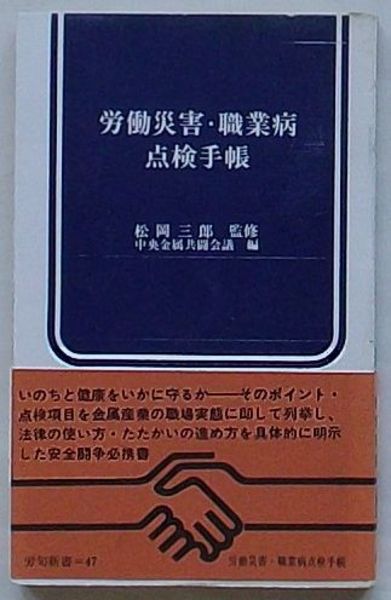 労働災害・職業病
点検手帳
松岡三郎 監修
中央金属共闘会議 編
いのちと健康をいかに守るか——そのポイント・
点検項目を金属産業の職場実態に即して列挙し、
法律の使い方・たたかいの進め方を具体的に明示
した安全闘争必携書
労旬新書=47
労働災害・職業病点検手帳